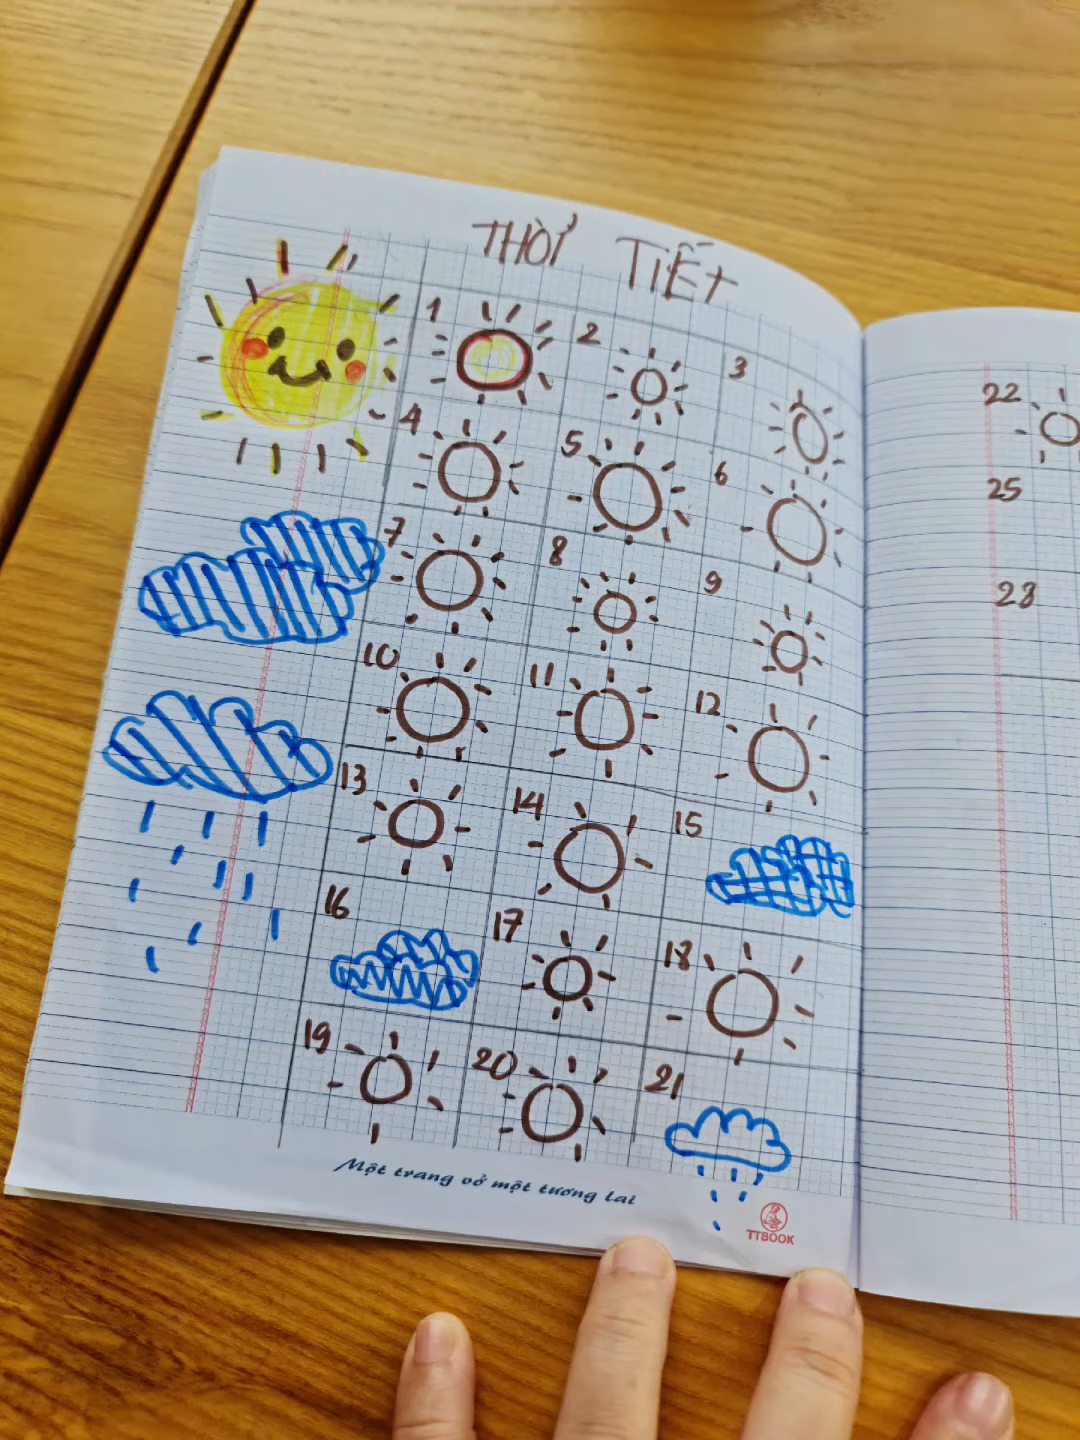 THỜI TIẾT
1 2 3
4 5 6
7 8 9
10 11 12
13 14 15
16 17 18
19 20 21
Một trang vở một tương lai
TTBOOK
22
25
28